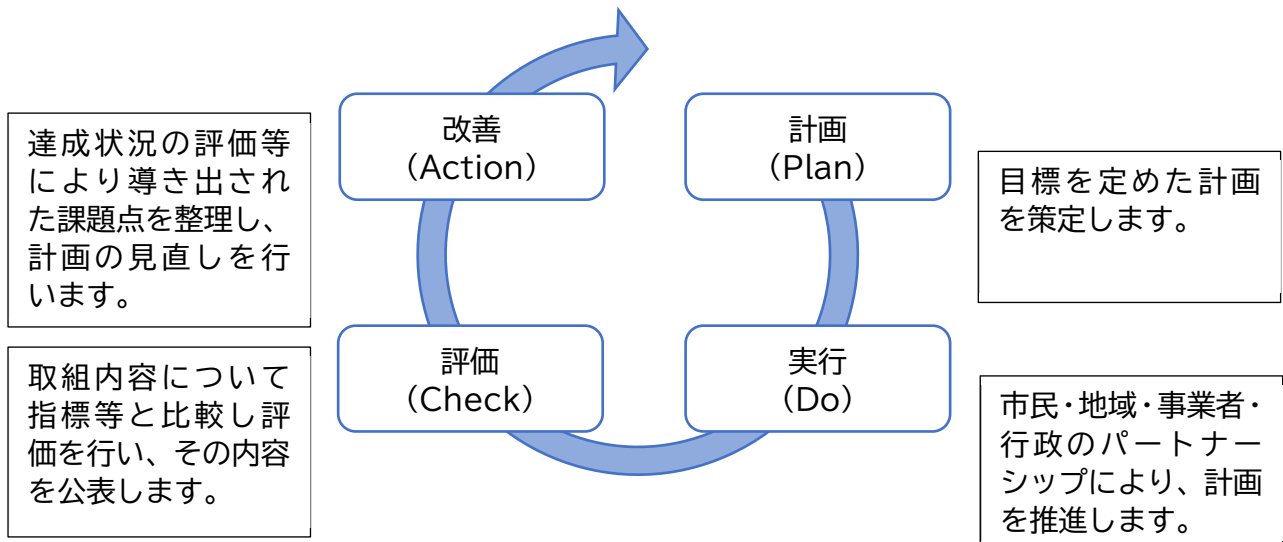 改善
(Action)
計画
(Plan)
達成状況の評価等
により導き出され
た課題点を整理し、
計画の見直しを行
います。
目標を定めた計画
を策定します。
評価
(Check)
実行
(Do)
取組内容について
指標等と比較し評
価を行い、その内容
を公表します。
市民・地域・事業者・
行政のパートナー
シップにより、計画
を推進します。